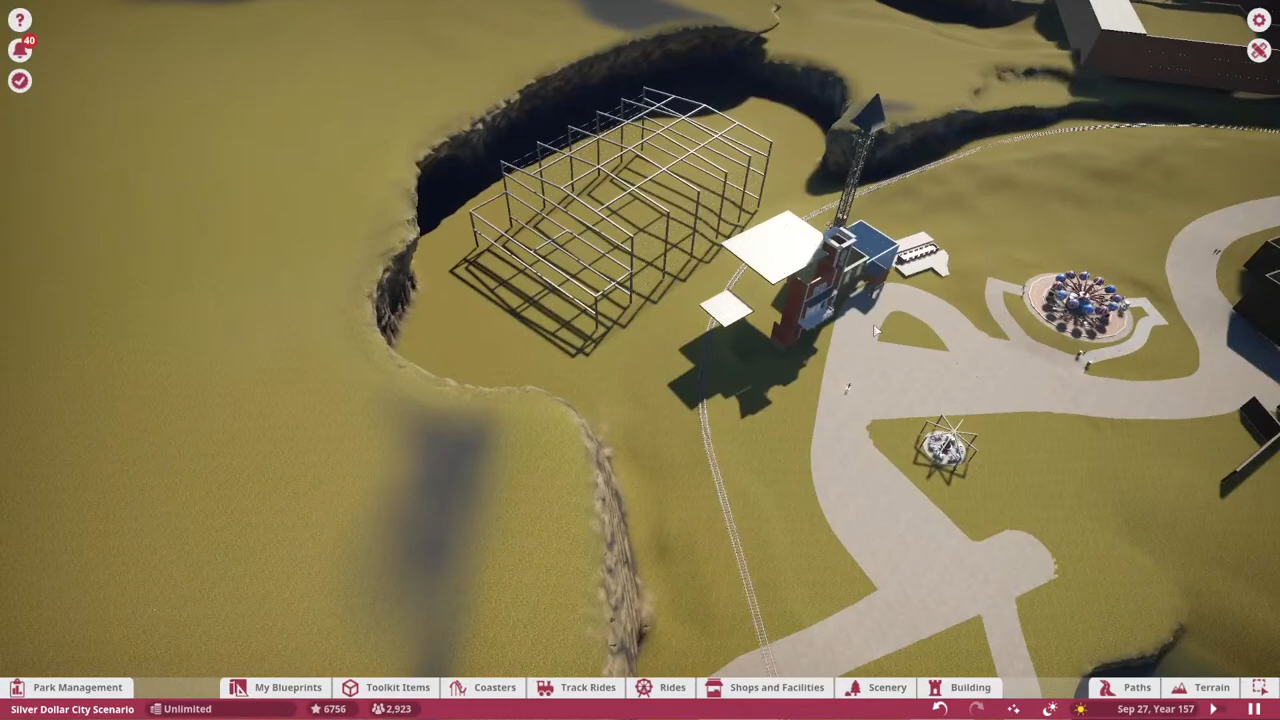 ?
40
Park Management
My Blueprints
Toolkit Items
Coasters
Track Rides
Rides
Shops and Facilities
Scenery
Building
Paths
Terrain
Silver Dollar City Scenario
Unlimited
6756
2,923
Sep 27, Year 157